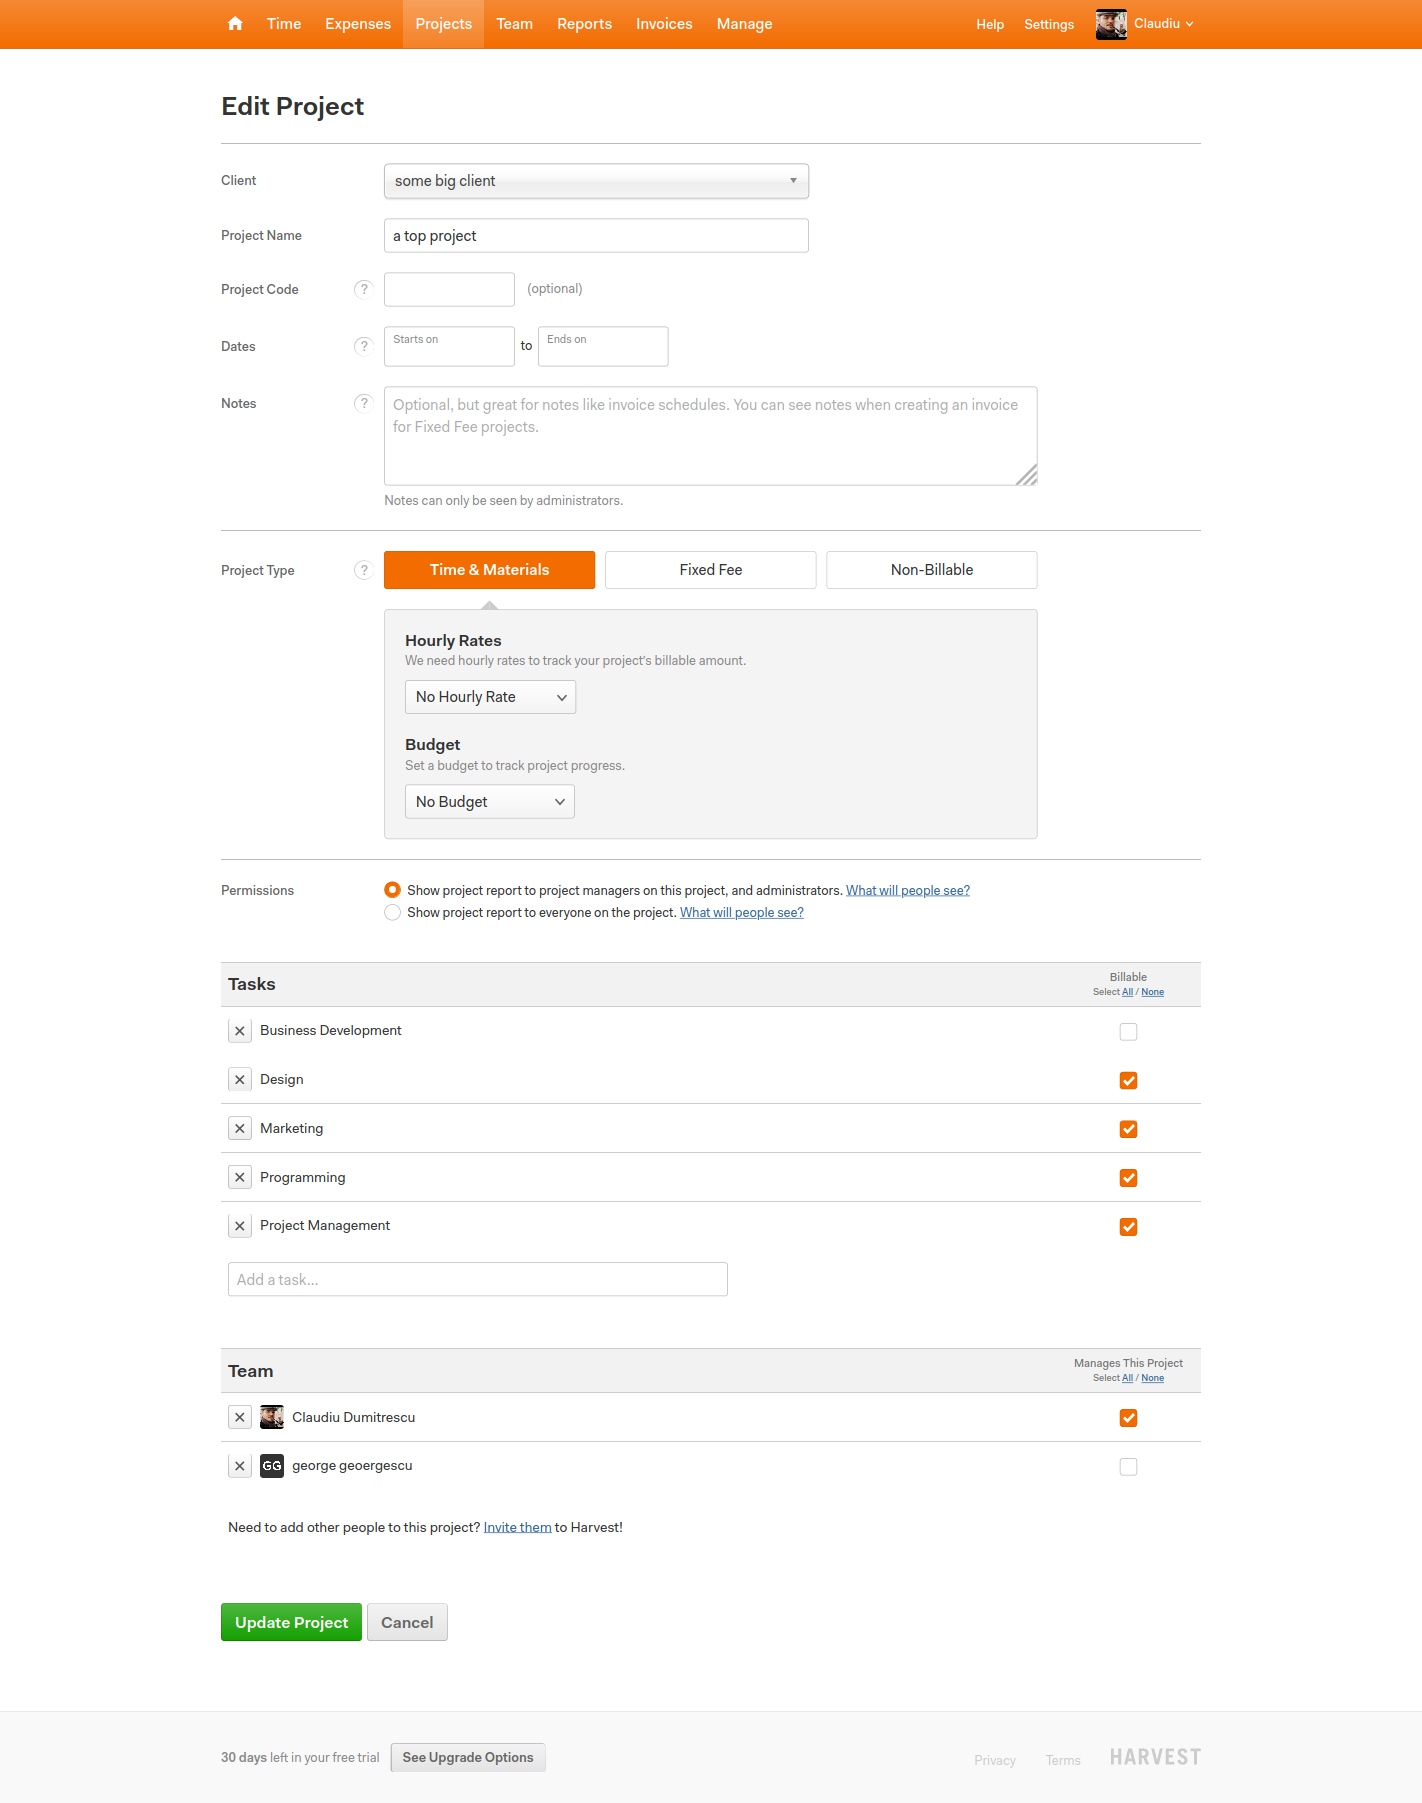 Time Expenses Projects Team Reports Invoices Manage Help Settings Claudiu
Edit Project
Client some big client
Project Name a top project
Project Code ? (optional)
Dates ? Starts on to Ends on
Notes ? Optional, but great for notes like invoice schedules. You can see notes when creating an invoice
for Fixed Fee projects.
Notes can only be seen by administrators.
Project Type ? Time & Materials Fixed Fee Non-Billable
Hourly Rates
We need hourly rates to track your project's billable amount.
No Hourly Rate
Budget
Set a budget to track project progress.
No Budget
Permissions Show project report to project managers on this project, and administrators. What will people see?
Show project report to everyone on the project. What will people see?
Tasks Billable
Select All / None
Business Development
Design
Marketing
Programming
Project Management
Add a task...
Team Manages This Project
Select All / None
Claudiu Dumitrescu
GG george geoergescu
Need to add other people to this project? Invite them to Harvest!
Update Project Cancel
30 days left in your free trial See Upgrade Options Privacy Terms HARVEST